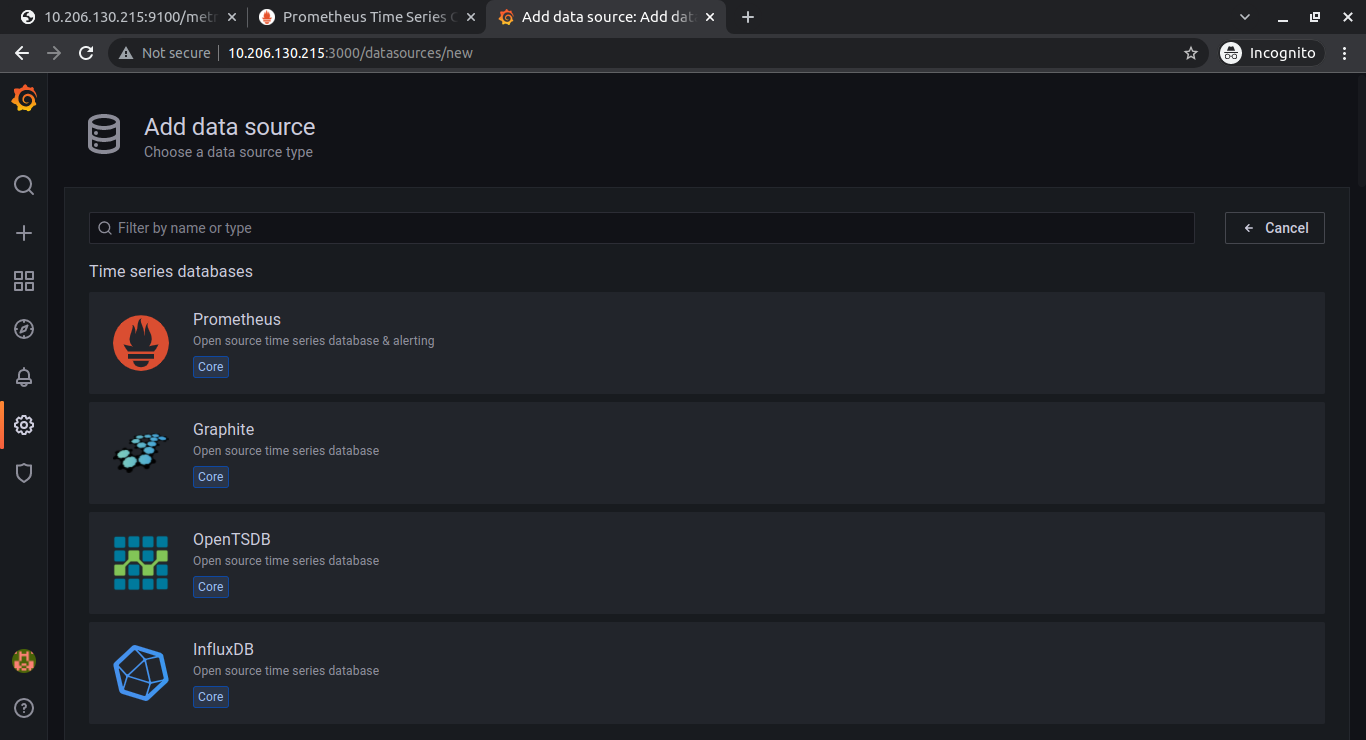 10.206.130.215:9100/metr
Prometheus Time Series C
Add data source: Add dat
Not secure
10.206.130.215:3000/datasources/new
Incognito
Add data source
Choose a data source type
Filter by name or type
Cancel
Time series databases
Prometheus
Open source time series database & alerting
Core
Graphite
Open source time series database
Core
OpenTSDB
Open source time series database
Core
InfluxDB
Open source time series database
Core